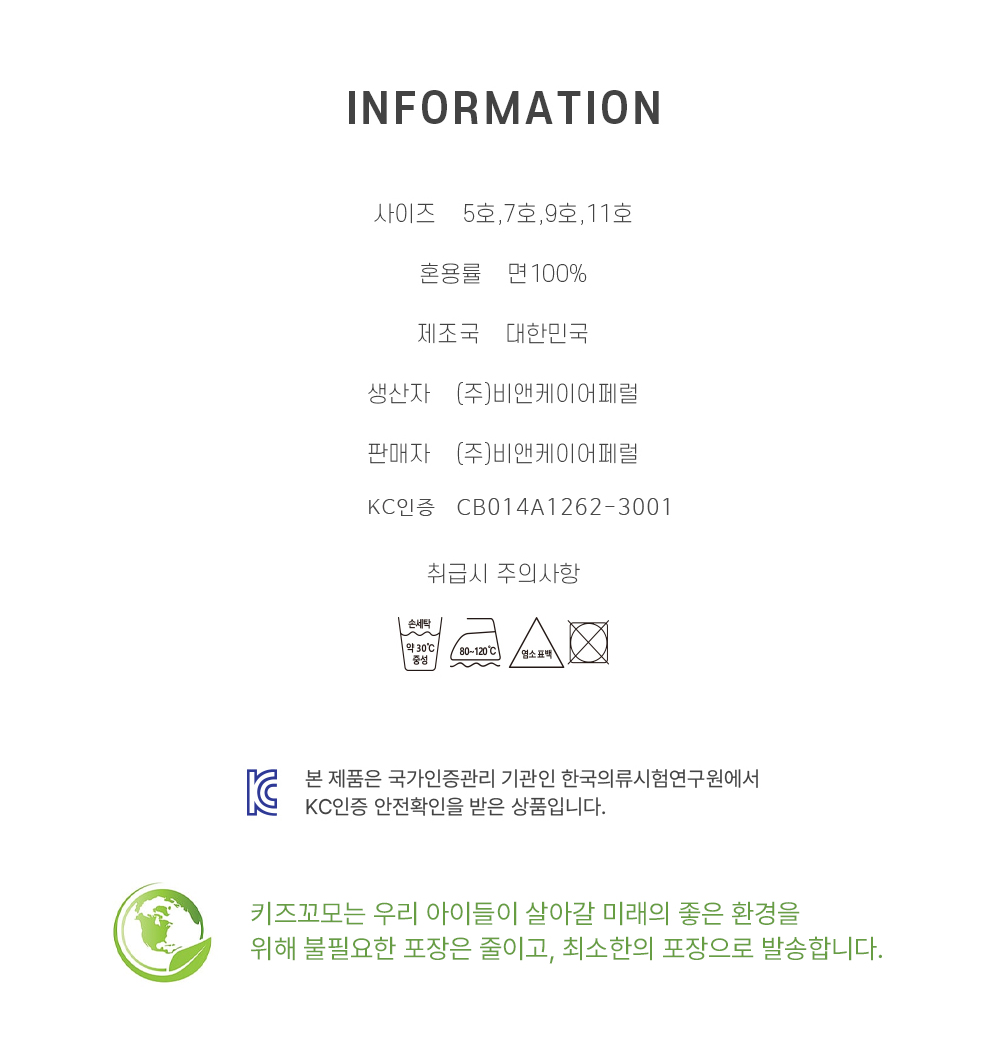 INFORMATION
사이즈 5호,7호,9호,11호
혼용률 면100%
제조국 대한민국
생산자 (주)비앤케이어페럴
판매자 (주)비앤케이어페럴
KC인증 CB014A1262-3001
취급시 주의사항
손세탁
약 30℃
중성
80~120℃
염소 표백
본 제품은 국가인증관리 기관인 한국의류시험연구원에서
KC인증 안전확인을 받은 상품입니다.
키즈꼬모는 우리 아이들이 살아갈 미래의 좋은 환경을
위해 불필요한 포장은 줄이고, 최소한의 포장으로 발송합니다.